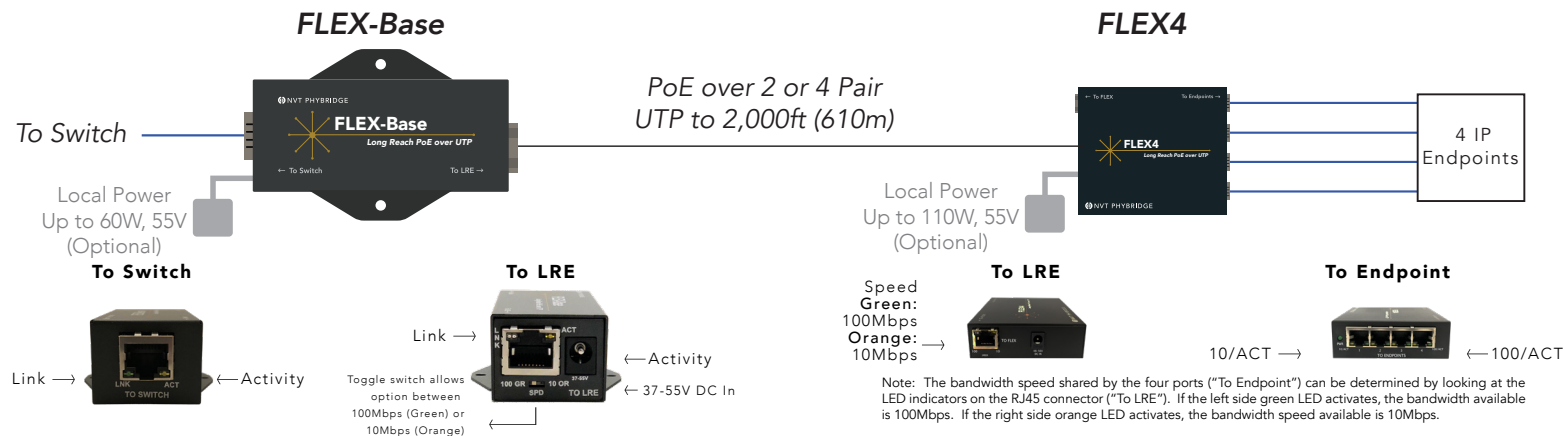 FLEX-Base
FLEX4
NVT PHYBRIDGE
FLEX-Base
Long Reach PoE over UTP
← To Switch
To LRE →
To Switch
PoE over 2 or 4 Pair
UTP to 2,000ft (610m)
← To FLEX
To Endpoints →
FLEX4
Long Reach PoE over UTP
NVT PHYBRIDGE
4 IP
Endpoints
Local Power
Up to 60W, 55V
(Optional)
Local Power
Up to 110W, 55V
(Optional)
To Switch
Link
LNK
ACT
TO SWITCH
Activity
To LRE
Link
LNK
ACT
Activity
37-55V
100 GR
10 OR
SPD
TO LRE
37-55V DC In
Toggle switch allows
option between
100Mbps (Green) or
10Mbps (Orange)
To LRE
Speed
Green:
100Mbps
Orange:
10Mbps
TO FLEX
To Endpoint
10/ACT
1 2 3 4
TO ENDPOINTS
100/ACT
Note: The bandwidth speed shared by the four ports ("To Endpoint") can be determined by looking at the
LED indicators on the RJ45 connector ("To LRE"). If the left side green LED activates, the bandwidth available
is 100Mbps. If the right side orange LED activates, the bandwidth speed available is 10Mbps.